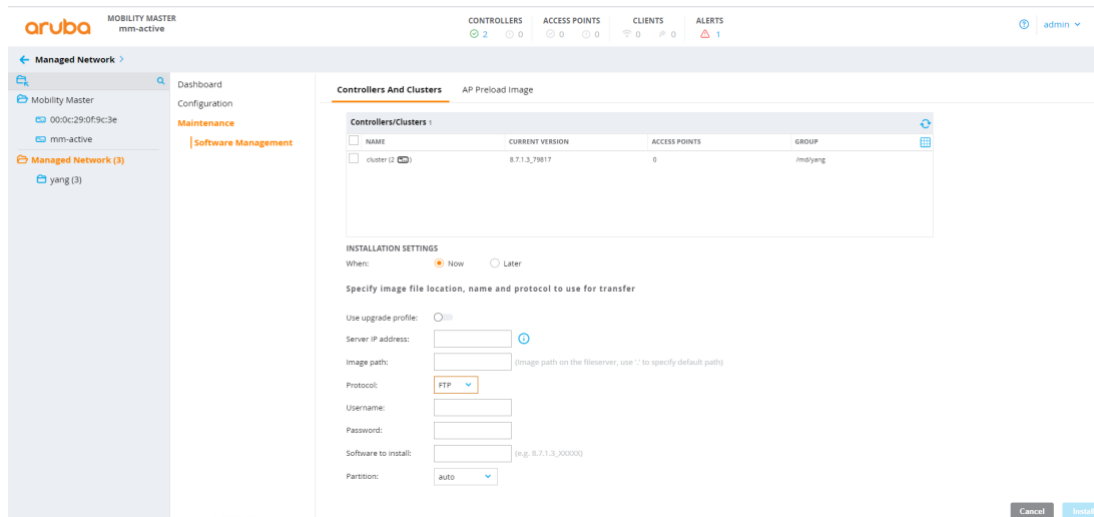 aruba
MOBILITY MASTER
mm-active
CONTROLLERS
2 0
ACCESS POINTS
0 0
CLIENTS
0 0
ALERTS
1
admin
Managed Network >
Mobility Master
00:0c:29:0f:9c:3e
mm-active
Managed Network (3)
yang (3)
Dashboard
Configuration
Maintenance
Software Management
Controllers And Clusters AP Preload Image
Controllers/Clusters 1
NAME CURRENT VERSION ACCESS POINTS GROUP
cluster (2 ) 8.7.1.3_79817 0 /md/yang
INSTALLATION SETTINGS
When: Now Later
Specify image file location, name and protocol to use for transfer
Use upgrade profile:
Server IP address:
Image path: (Image path on the fileserver, use '.' to specify default path)
Protocol: FTP
Username:
Password:
Software to install: (e.g. 8.7.1.3_XXXXX)
Partition: auto
Cancel Install